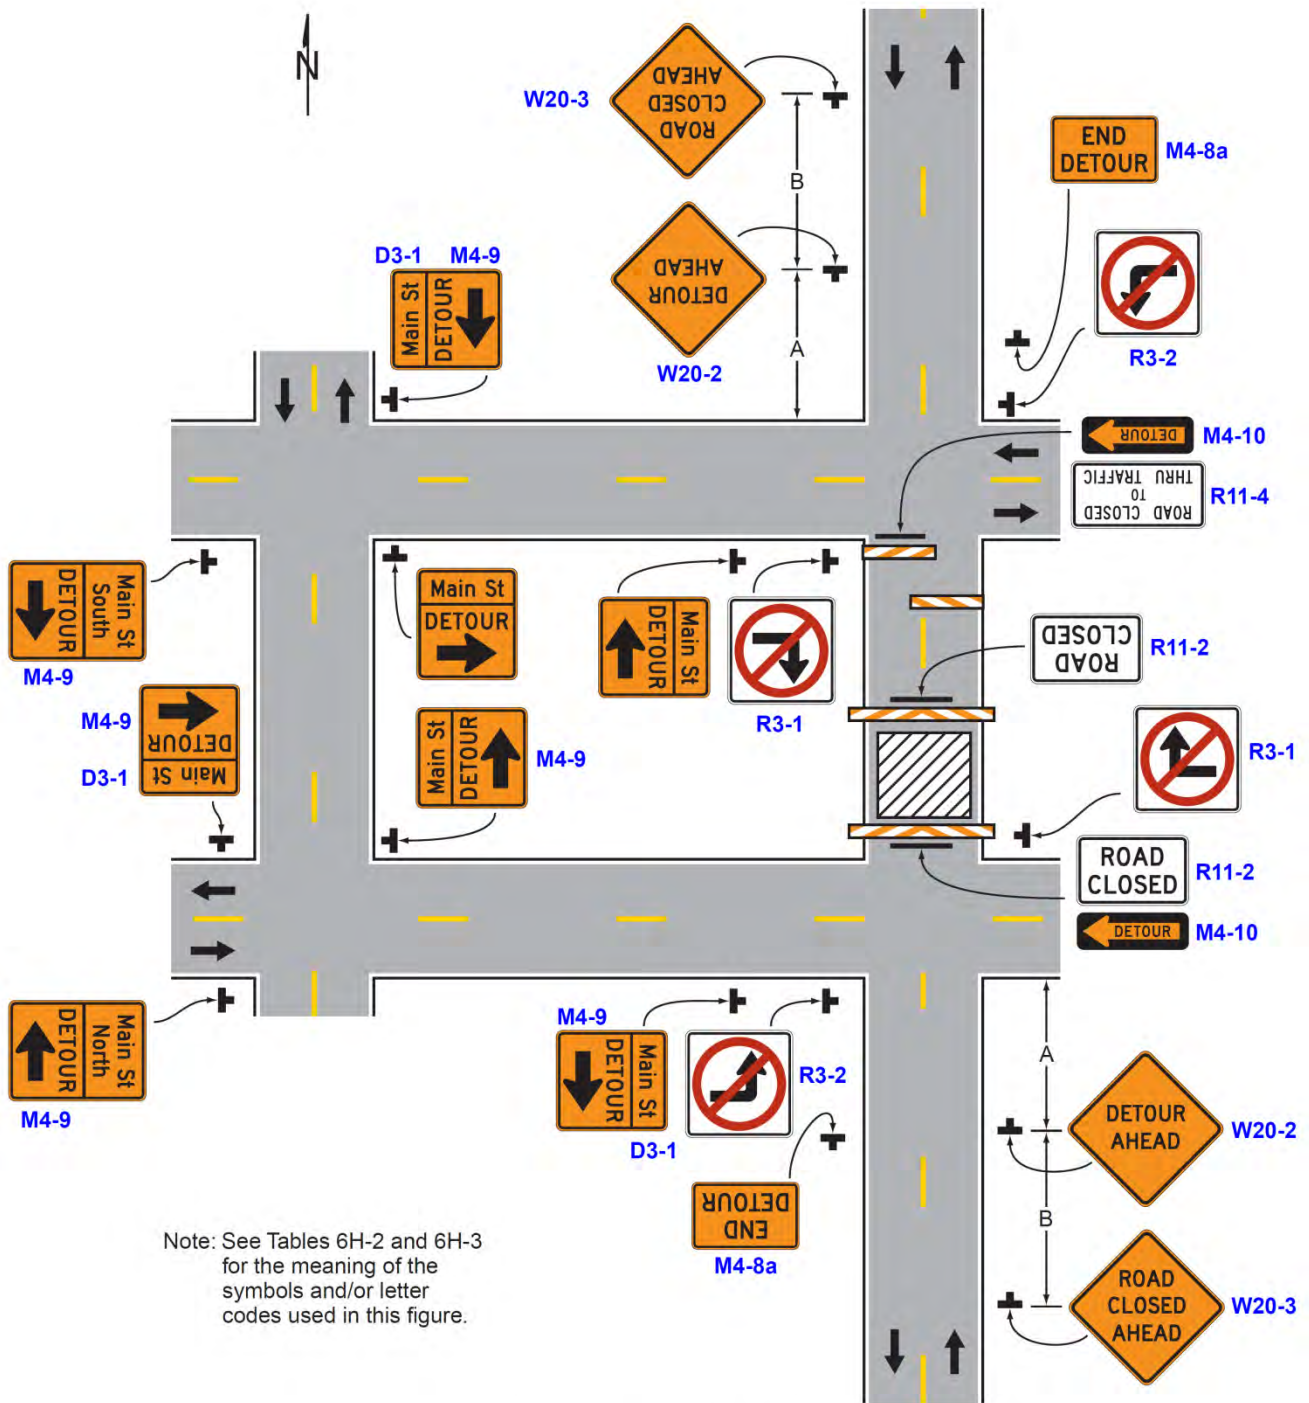 N
ROAD
CLOSED
AHEAD
W20-3
B
END
DETOUR
M4-8a
DETOUR
AHEAD
W20-2
A
D3-1 M4-9
Main St
DETOUR
R3-2
DETOUR
M4-10
ROAD CLOSED
TO
THRU TRAFFIC
R11-4
Main St
South
DETOUR
M4-9
Main St
DETOUR
Main St
DETOUR
R3-1
ROAD
CLOSED
R11-2
M4-9
DETOUR
Main St
D3-1
Main St
DETOUR
M4-9
R3-1
ROAD
CLOSED
R11-2
DETOUR
M4-10
Main St
North
DETOUR
M4-9
M4-9
Main St
DETOUR
D3-1
R3-2
END
DETOUR
M4-8a
A
DETOUR
AHEAD
W20-2
B
ROAD
CLOSED
AHEAD
W20-3
Note: See Tables 6H-2 and 6H-3
for the meaning of the
symbols and/or letter
codes used in this figure.